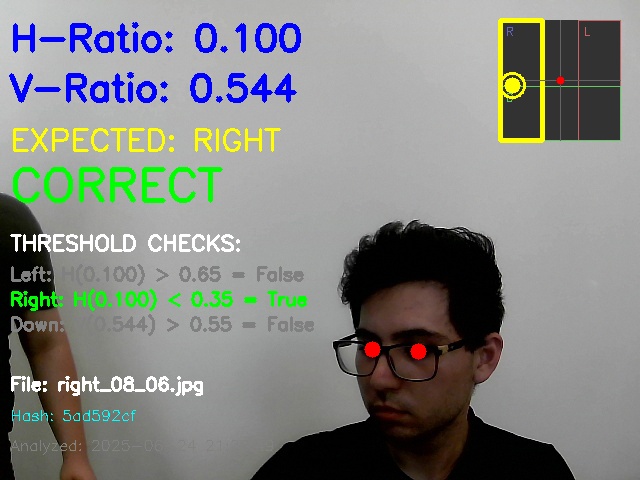 H-Ratio: 0.100
V-Ratio: 0.544
EXPECTED: RIGHT
CORRECT
THRESHOLD CHECKS:
Left: H(0.100) > 0.65 = False
Right: H(0.100) < 0.35 = True
Down: V(0.544) > 0.55 = False
File: right_08_06.jpg
Hash: 5ad592cf
Analyzed:
R
L